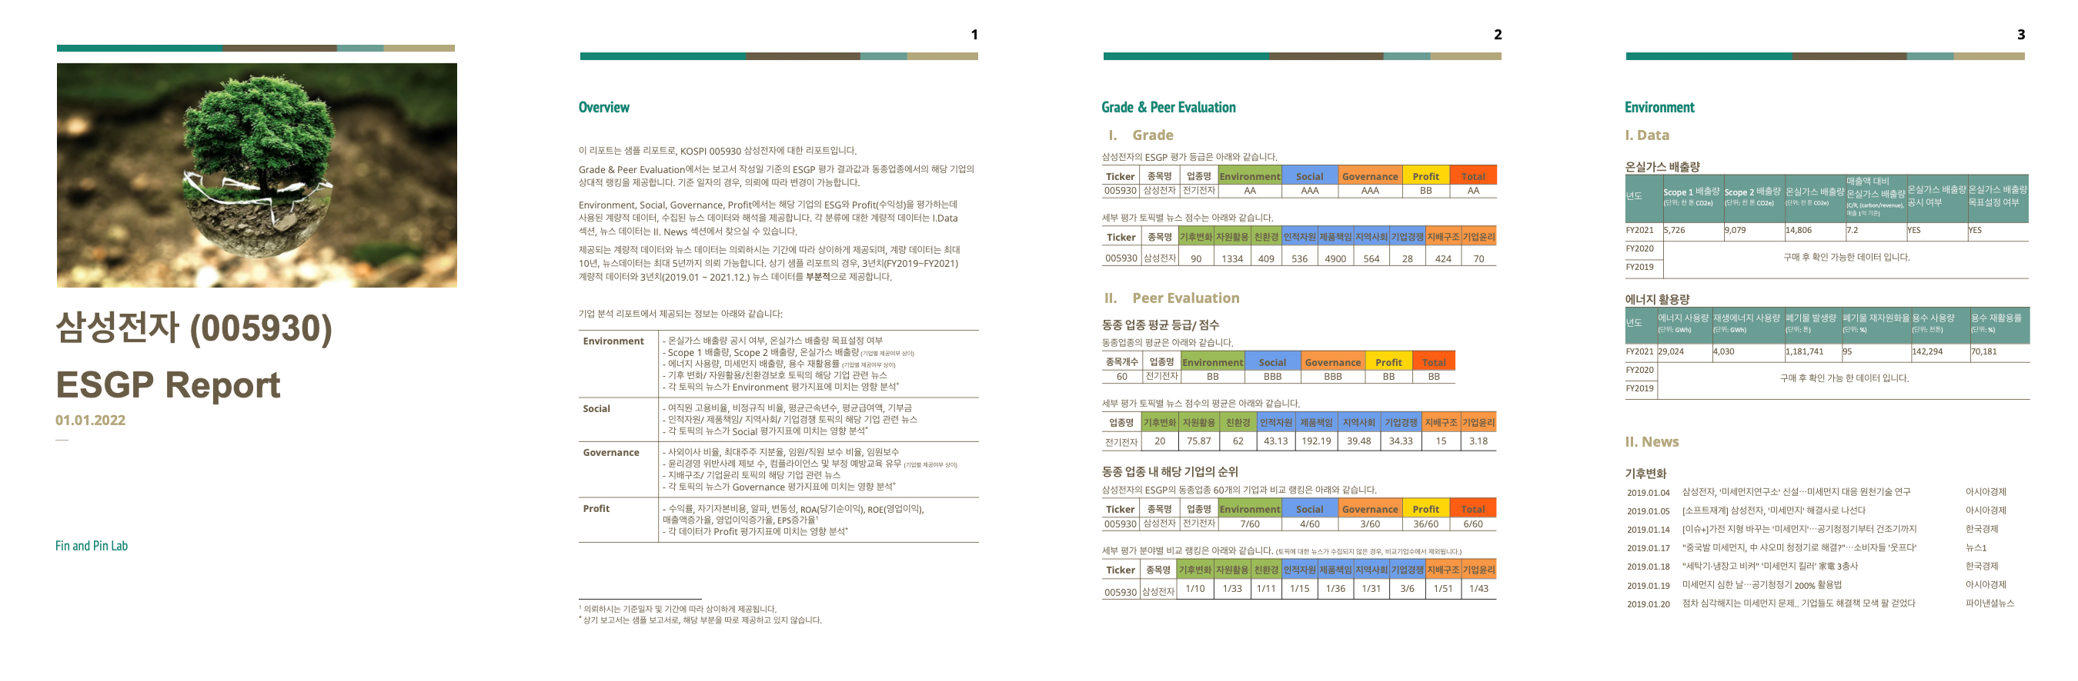 삼성전자 (005930)
ESGP Report
01.01.2022
Fin and Pin Lab
1
Overview
이 리포트는 샘플 리포트로, KOSPI 005930 삼성전자에 대한 리포트입니다.
Grade & Peer Evaluation에서는 보고서 작성일 기준의 ESGP 평가 결과값과 동종업종에서의 해당 기업의
상대적 랭킹을 제공합니다. 기준 일자의 경우, 의뢰에 따라 변경이 가능합니다.
Environment, Social, Governance, Profit에서는 해당 기업의 ESG와 Profit(수익성)을 평가하는데
사용된 계량적 데이터, 수집된 뉴스 데이터와 해석을 제공합니다. 각 분류에 대한 계량적 데이터는 I.Data
섹션, 뉴스 데이터는 II. News 섹션에서 찾으실 수 있습니다.
제공되는 계량적 데이터와 뉴스 데이터는 의뢰하시는 기간에 따라 상이하게 제공되며, 계량 데이터는 최대
10년, 뉴스데이터는 최대 5년까지 의뢰 가능합니다. 상기 샘플 리포트의 경우, 3년치(FY2019~FY2021)
계량적 데이터와 3년치(2019.01 ~ 2021.12.) 뉴스 데이터를 부분적으로 제공합니다.
기업 분석 리포트에서 제공되는 정보는 아래와 같습니다:
Environment
- 온실가스 배출량 공시 여부, 온실가스 배출량 목표설정 여부
- Scope 1 배출량, Scope 2 배출량, 온실가스 배출량 (기업별 제공여부 상이)
- 에너지 사용량, 미세먼지 배출량, 용수 재활용률 (기업별 제공여부 상이)
- 기후 변화/ 자원활용/친환경보호 토픽의 해당 기업 관련 뉴스
- 각 토픽의 뉴스가 Environment 평가지표에 미치는 영향 분석*
Social
- 여직원 고용비율, 비정규직 비율, 평균근속년수, 평균급여액, 기부금
- 인적자원/ 제품책임/ 지역사회/ 기업경쟁 토픽의 해당 기업 관련 뉴스
- 각 토픽의 뉴스가 Social 평가지표에 미치는 영향 분석*
Governance
- 사외이사 비율, 최대주주 지분율, 임원/직원 보수 비율, 임원보수
- 윤리경영 위반사례 제보 수, 컴플라이언스 및 부정 예방교육 유무 (기업별 제공여부 상이)
- 지배구조/ 기업윤리 토픽의 해당 기업 관련 뉴스
- 각 토픽의 뉴스가 Governance 평가지표에 미치는 영향 분석*
Profit
- 수익률, 자기자본비용, 알파, 변동성, ROA(당기순이익), ROE(영업이익),
매출액증가율, 영업이익증가율, EPS증가율¹
- 각 데이터가 Profit 평가지표에 미치는 영향 분석*
¹ 의뢰하시는 기준일자 및 기간에 따라 상이하게 제공됩니다.
* 상기 보고서는 샘플 보고서로, 해당 부분을 따로 제공하고 있지 않습니다.
2
Grade & Peer Evaluation
I. Grade
삼성전자의 ESGP 평가 등급은 아래와 같습니다.
Ticker 종목명 업종명 Environment Social Governance Profit Total
005930 삼성전자 전기전자 AA AAA AAA BB AA
세부 평가 토픽별 뉴스 점수는 아래와 같습니다.
Ticker 종목명 기후변화 자원활용 친환경 인적자원 제품책임 지역사회 기업경쟁 지배구조 기업윤리
005930 삼성전자 90 1334 409 536 4900 564 28 424 70
II. Peer Evaluation
동종 업종 평균 등급/ 점수
동종업종의 평균은 아래와 같습니다.
종목개수 업종명 Environment Social Governance Profit Total
60 전기전자 BB BBB BBB BB BB
세부 평가 토픽별 뉴스 점수의 평균은 아래와 같습니다.
업종명 기후변화 자원활용 친환경 인적자원 제품책임 지역사회 기업경쟁 지배구조 기업윤리
전기전자 20 75.87 62 43.13 192.19 39.48 34.33 15 3.18
동종 업종 내 해당 기업의 순위
삼성전자의 ESGP의 동종업종 60개의 기업과 비교 랭킹은 아래와 같습니다.
Ticker 종목명 업종명 Environment Social Governance Profit Total
005930 삼성전자 전기전자 7/60 4/60 3/60 36/60 6/60
세부 평가 분야별 비교 랭킹은 아래와 같습니다. (토픽에 대한 뉴스가 수집되지 않은 경우, 비교기업수에서 제외됩니다.)
Ticker 종목명 기후변화 자원활용 친환경 인적자원 제품책임 지역사회 기업경쟁 지배구조 기업윤리
005930 삼성전자 1/10 1/33 1/11 1/15 1/36 1/31 3/6 1/51 1/43
3
Environment
I. Data
온실가스 배출량
년도 Scope 1 배출량 (단위: 천 톤 CO2e) Scope 2 배출량 (단위: 천 톤 CO2e) 온실가스 배출량 (단위: 천 톤 CO2e) 매출액 대비 온실가스 배출량 (C/R, (carbon/revenue), 매출 1억 기준) 온실가스 배출량 공시 여부 온실가스 배출량 목표설정 여부
FY2021 5,726 9,079 14,806 7.2 YES YES
FY2020
구매 후 확인 가능한 데이터 입니다.
FY2019
에너지 활용량
년도 에너지 사용량 (단위: GWh) 재생에너지 사용량 (단위: GWh) 폐기물 발생량 (단위: 톤) 폐기물 재자원화율 (단위: %) 용수 사용량 (단위: 천톤) 용수 재활용률 (단위: %)
FY2021 29,024 4,030 1,181,741 95 142,294 70,181
FY2020
구매 후 확인 가능 한 데이터 입니다.
FY2019
II. News
기후변화
2019.01.04 삼성전자, '미세먼지연구소' 신설…미세먼지 대응 원천기술 연구 아시아경제
2019.01.05 [소프트재계] 삼성전자, '미세먼지' 해결사로 나선다 아시아경제
2019.01.14 [이슈+]가전 지형 바꾸는 '미세먼지'…공기청정기부터 건조기까지 한국경제
2019.01.17 "중국발 미세먼지, 中 샤오미 청정기로 해결?"…소비자들 '웃프다' 뉴스1
2019.01.18 "세탁기·냉장고 비켜" '미세먼지 킬러' 家電 3총사 한국경제
2019.01.19 미세먼지 심한 날…공기청정기 200% 활용법 아시아경제
2019.01.20 점차 심각해지는 미세먼지 문제.. 기업들도 해결책 모색 팔 걷었다 파이낸셜뉴스